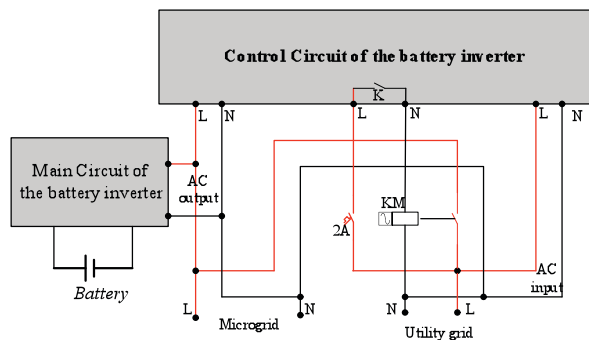 Control Circuit of the battery inverter
K
L
N
L
N
L
N
Main Circuit of
the battery inverter
AC
output
2A
KM
AC
input
Battery
L
Microgrid
N
N
L
Utility grid